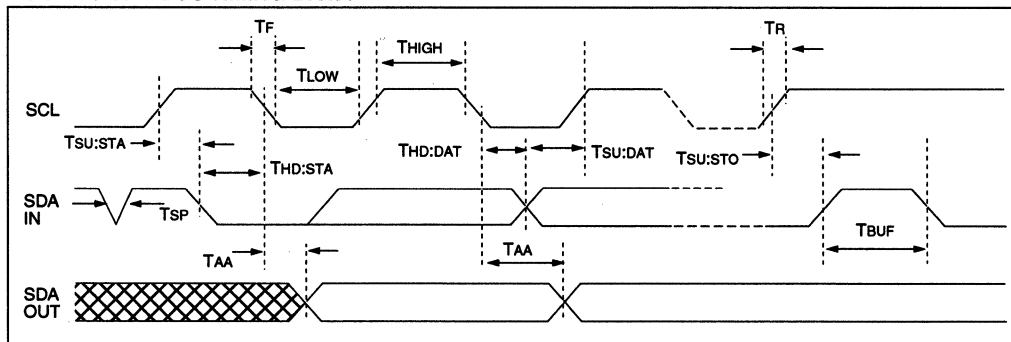 TF
THIGH
TR
TLOW
SCL
TSU:STA
THD:STA
THD:DAT
TSU:DAT
TSU:STO
SDA
IN
TSP
TBUF
TAA
TAA
SDA
OUT